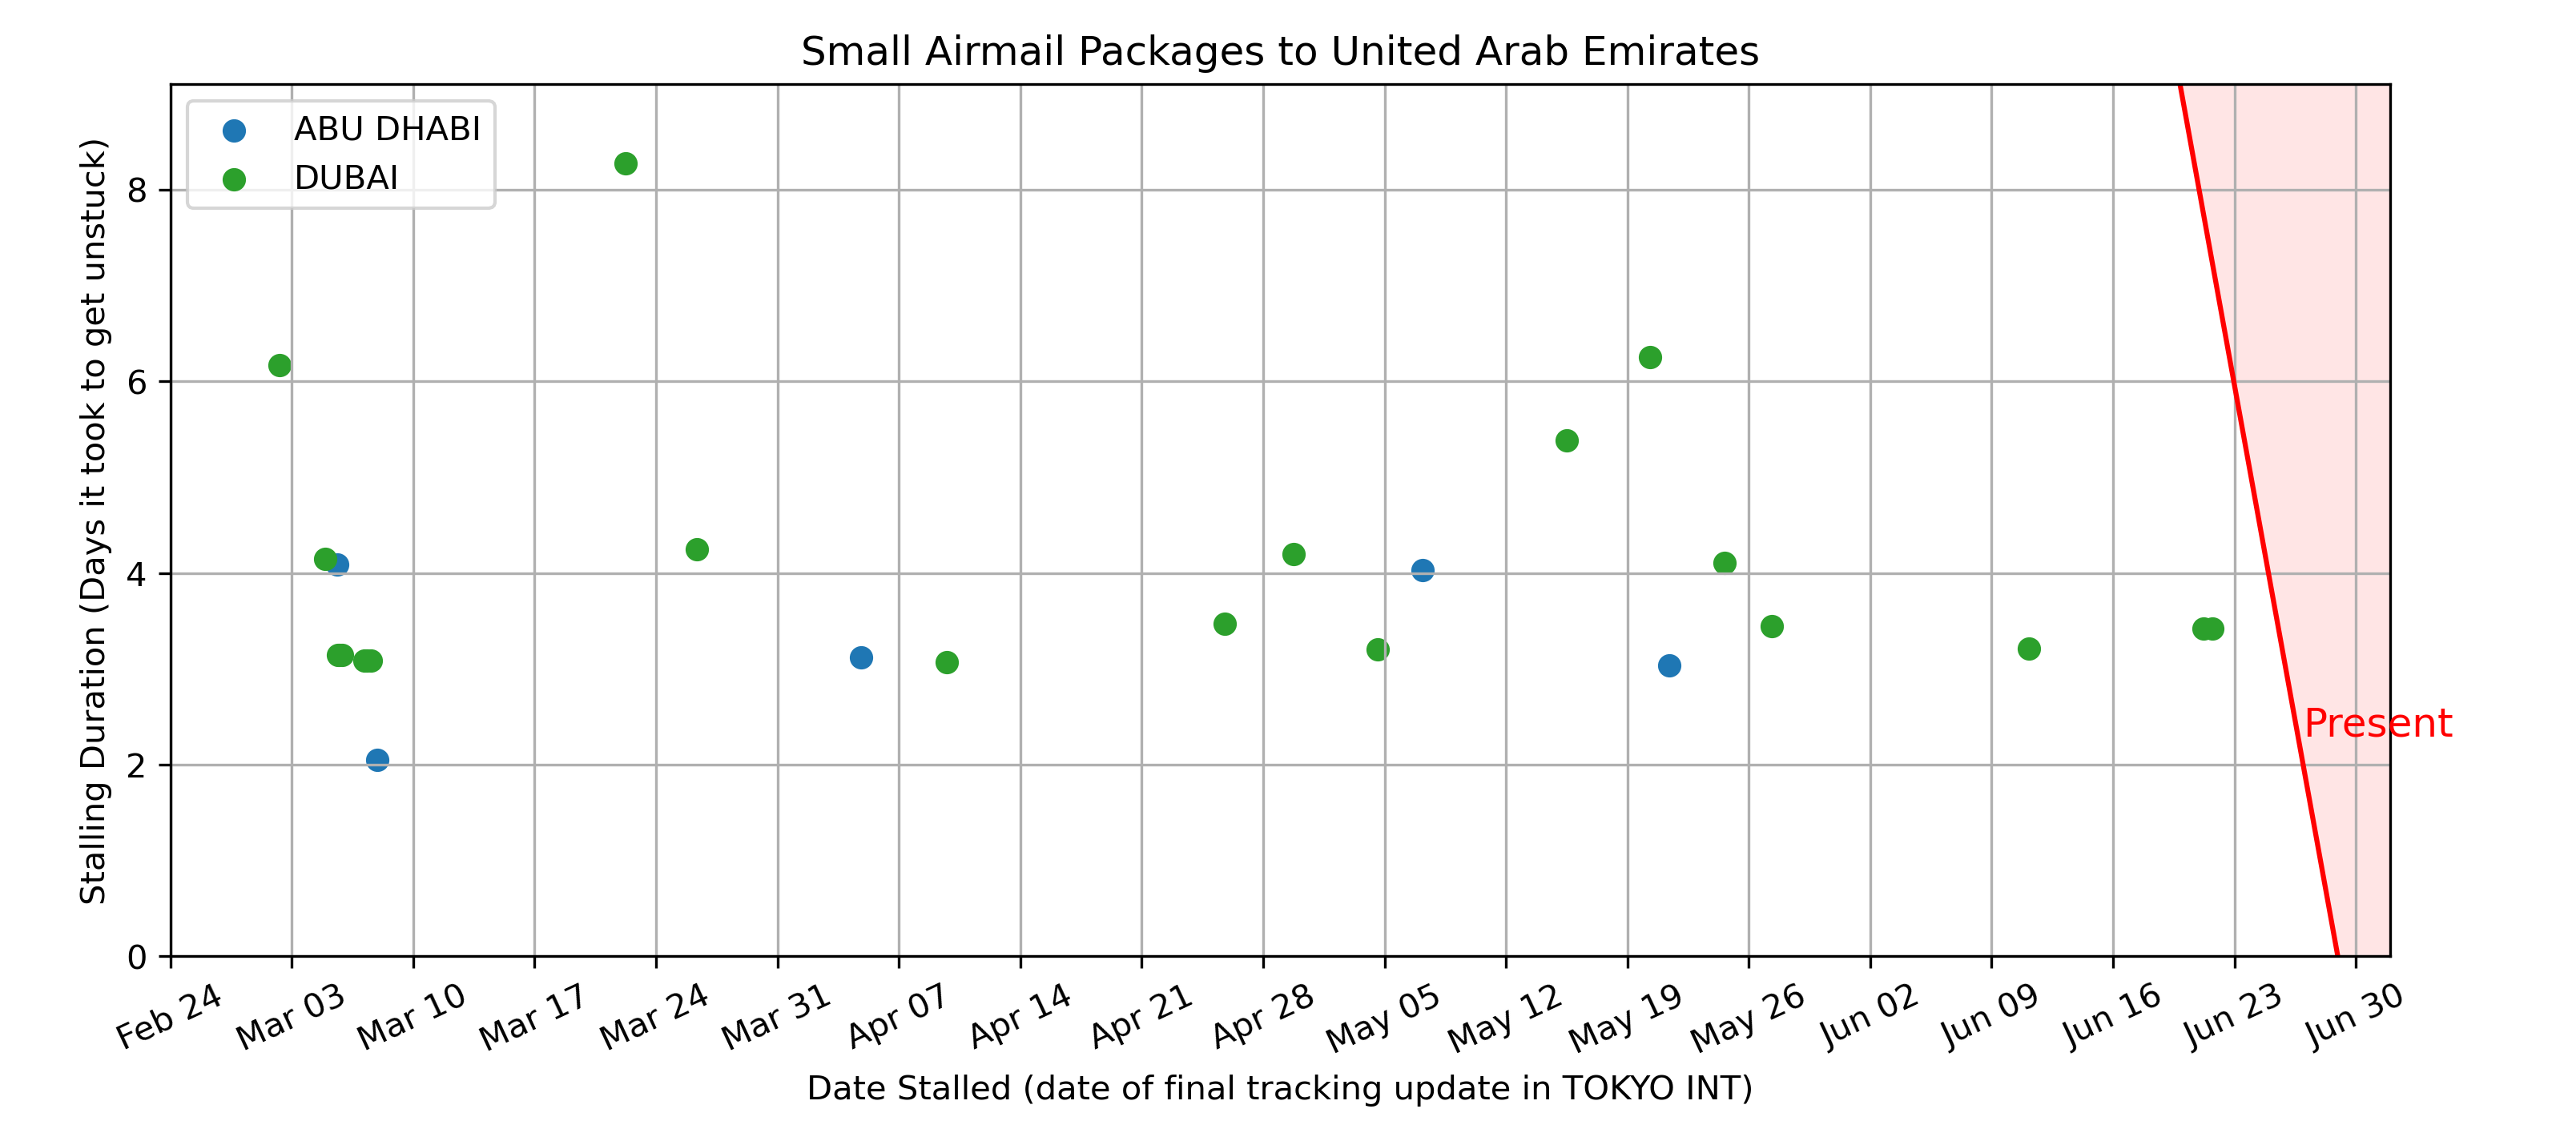 Small Airmail Packages to United Arab Emirates
ABU DHABI
DUBAI
Stalling Duration (Days it took to get unstuck)
8
6
4
2
0
Present
Feb 24
Mar 03
Mar 10
Mar 17
Mar 24
Mar 31
Apr 07
Apr 14
Apr 21
Apr 28
May 05
May 12
May 19
May 26
Jun 02
Jun 09
Jun 16
Jun 23
Jun 30
Date Stalled (date of final tracking update in TOKYO INT)